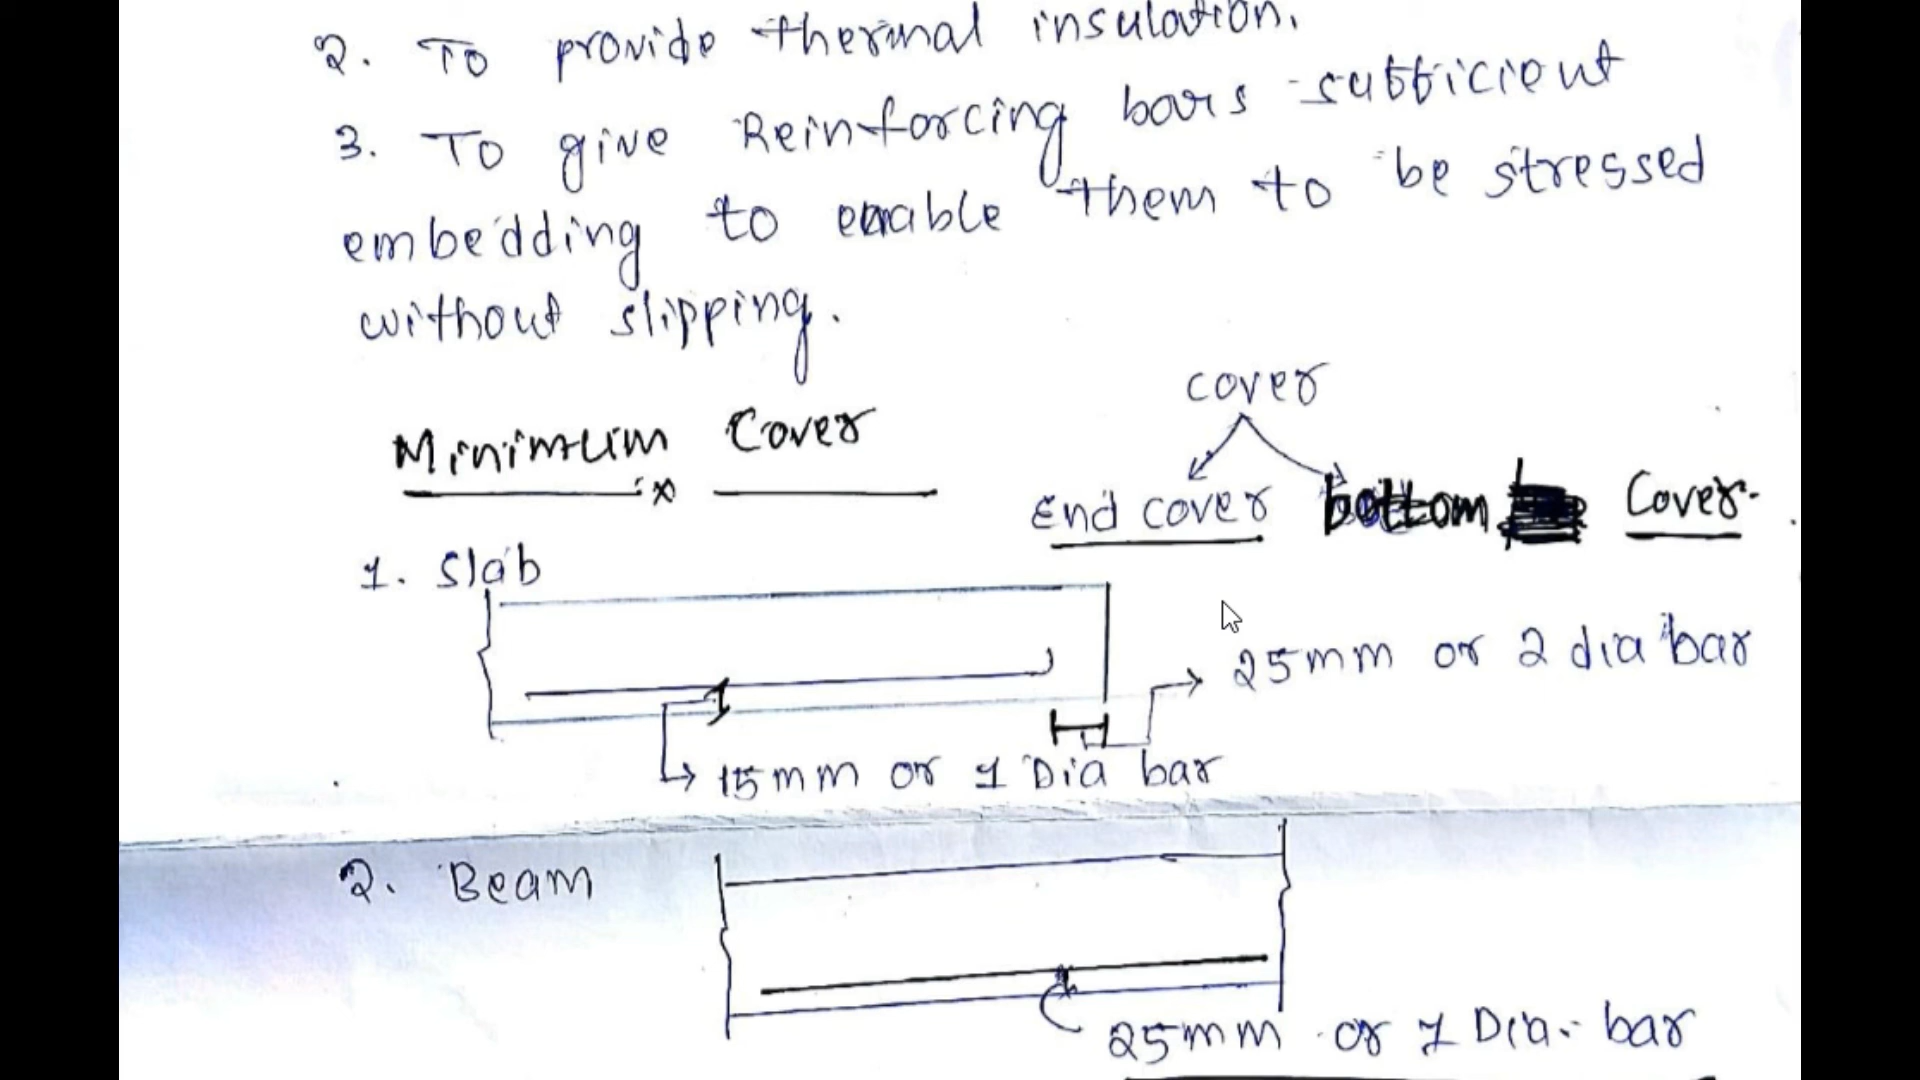 2. To provide thermal insulation.
3. To give Reinforcing bars sufficient
embedding to enable them to be stressed
without slipping.
Minimum Cover
cover
End cover bottom Cover.
1. Slab
25mm or 2 dia bar
15mm or 1 Dia bar
2. Beam
25mm or 1 Dia. bar